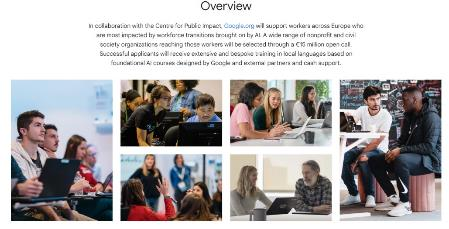 Overview
In collaboration with the Centre for Public Impact, Google.org will support workers across Europe who
are most impacted by workforce transitions brought on by AI. A wide range of nonprofit and civil
society organizations reaching those workers will be selected through a €15 million open call.
Successful applicants will receive extensive and bespoke training in local languages based on
foundational AI courses designed by Google and external partners and cash support.